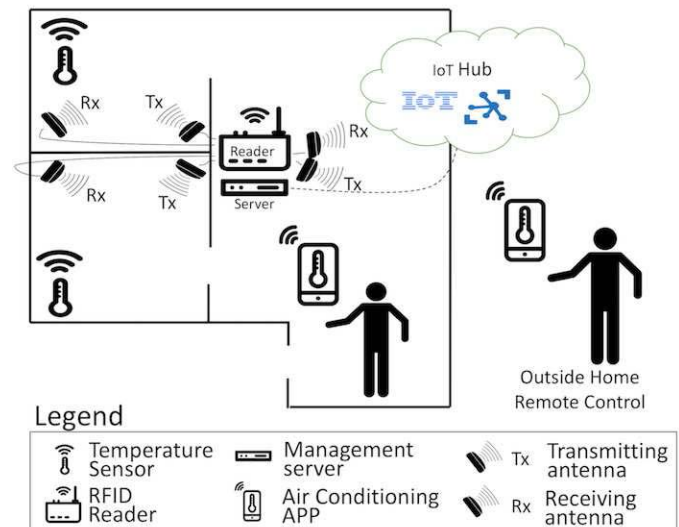 IoT Hub
IoT
Rx
Tx
Rx
Reader
Rx
Tx
Tx
Server
Outside Home
Remote Control
Legend
Temperature
Sensor
Management
server
Tx
Transmitting
antenna
RFID
Reader
Air Conditioning
APP
Rx
Receiving
antenna